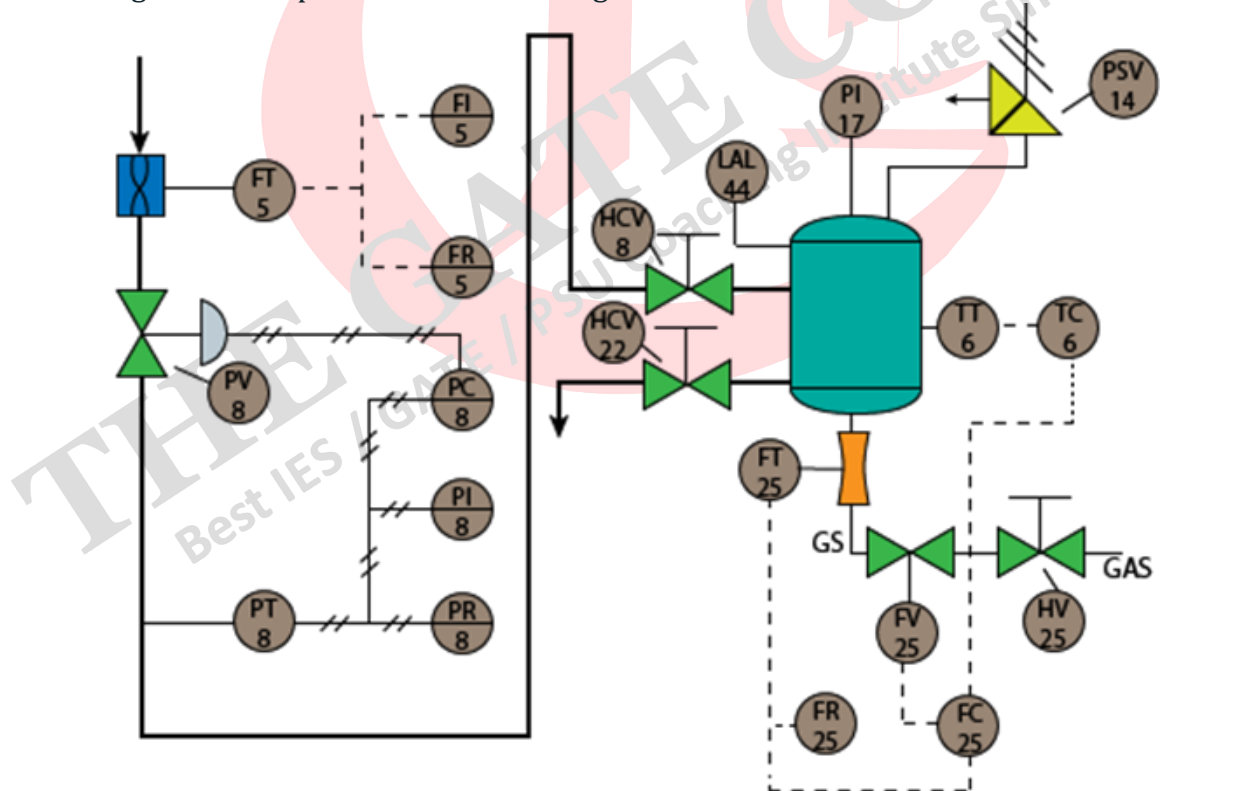 FI
5
FT
5
FR
5
PV
8
PC
8
PI
8
PT
8
PR
8
HCV
8
HCV
22
LAL
44
PI
17
PSV
14
TT
6
TC
6
FT
25
GS
GAS
FV
25
HV
25
FR
25
FC
25
THE GATE
Best IES / GATE / PSU Coaching Institute